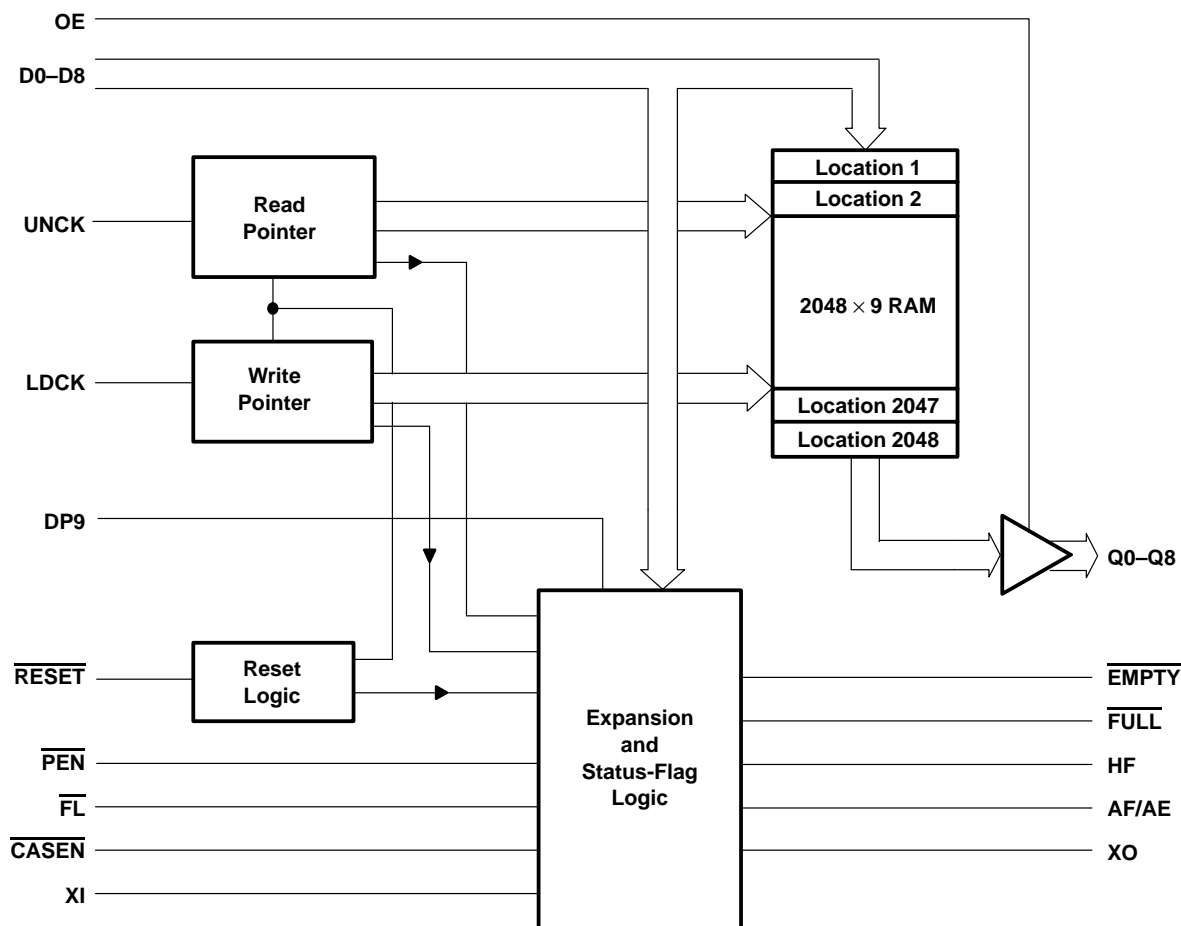 OE
D0–D8
Location 1
Location 2
Read
Pointer
UNCK
2048 × 9 RAM
Write
Pointer
LDCK
Location 2047
Location 2048
DP9
Q0–Q8
Reset
Logic
RESET
EMPTY
Expansion
and
Status-Flag
Logic
FULL
PEN
HF
FL
AF/AE
CASEN
XO
XI